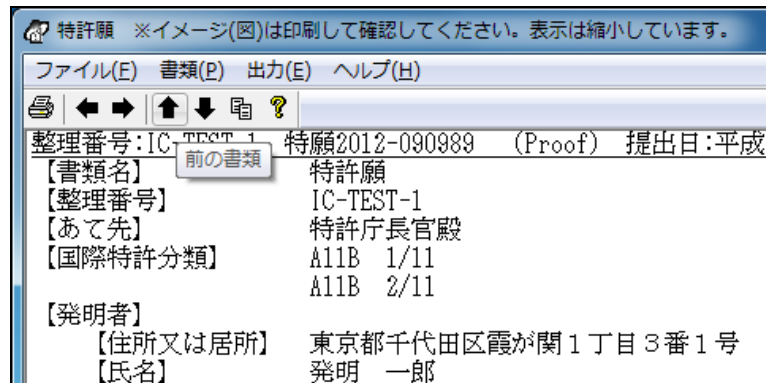 特許願　※イメージ(図)は印刷して確認してください。表示は縮小しています。
ファイル(F)　書類(P)　出力(E)　ヘルプ(H)
整理番号:IC-TEST-1　特願2012-090989　(Proof)　提出日:平成
前の書類
【書類名】　特許願
【整理番号】　IC-TEST-1
【あて先】　特許庁長官殿
【国際特許分類】　A11B　1/11
A11B　2/11
【発明者】
【住所又は居所】　東京都千代田区霞が関１丁目３番１号
【氏名】　発明　一郎